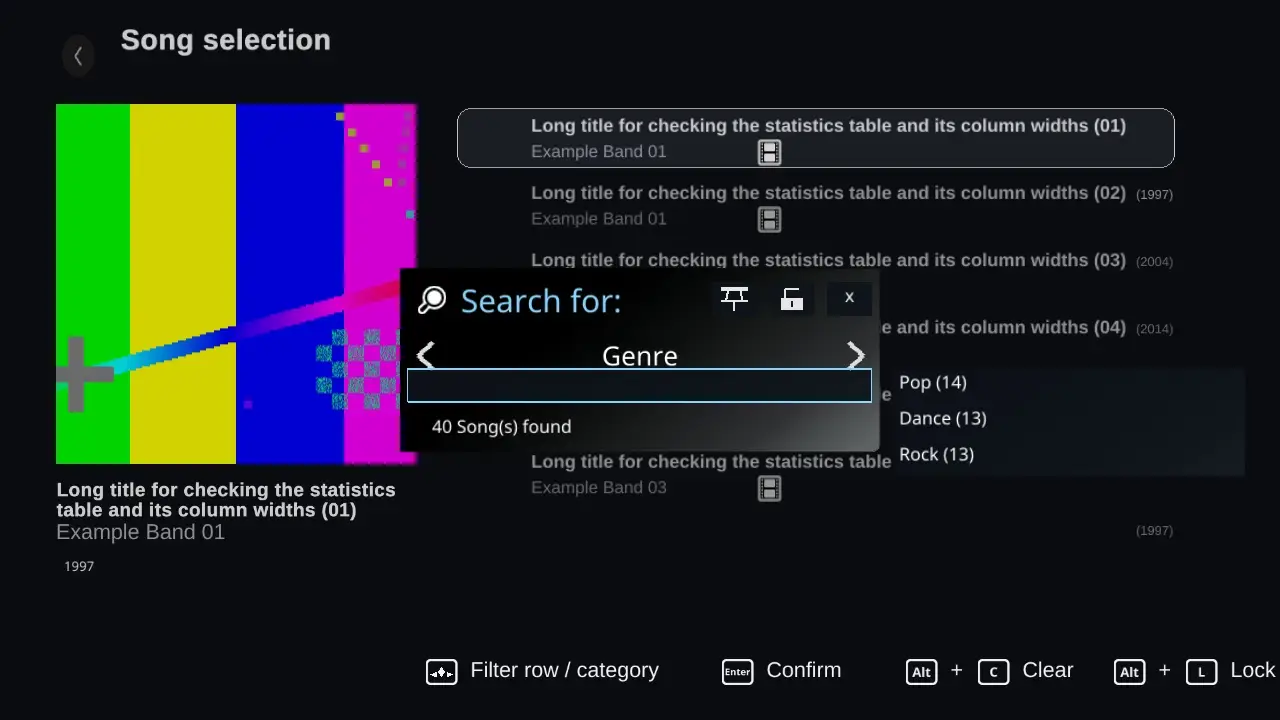 Song selection
Long title for checking the statistics table and its column widths (01)
Example Band 01
Long title for checking the statistics table and its column widths (02) (1997)
Example Band 01
Long title for checking the statistics table and its column widths (03) (2004)
Search for:
x
e and its column widths (04) (2014)
Genre
Pop (14)
e
Dance (13)
40 Song(s) found
Rock (13)
Long title for checking the statistics table
Example Band 03
Long title for checking the statistics
table and its column widths (01)
Example Band 01
(1997)
1997
Filter row / category
Enter Confirm
Alt + C Clear
Alt + L Lock